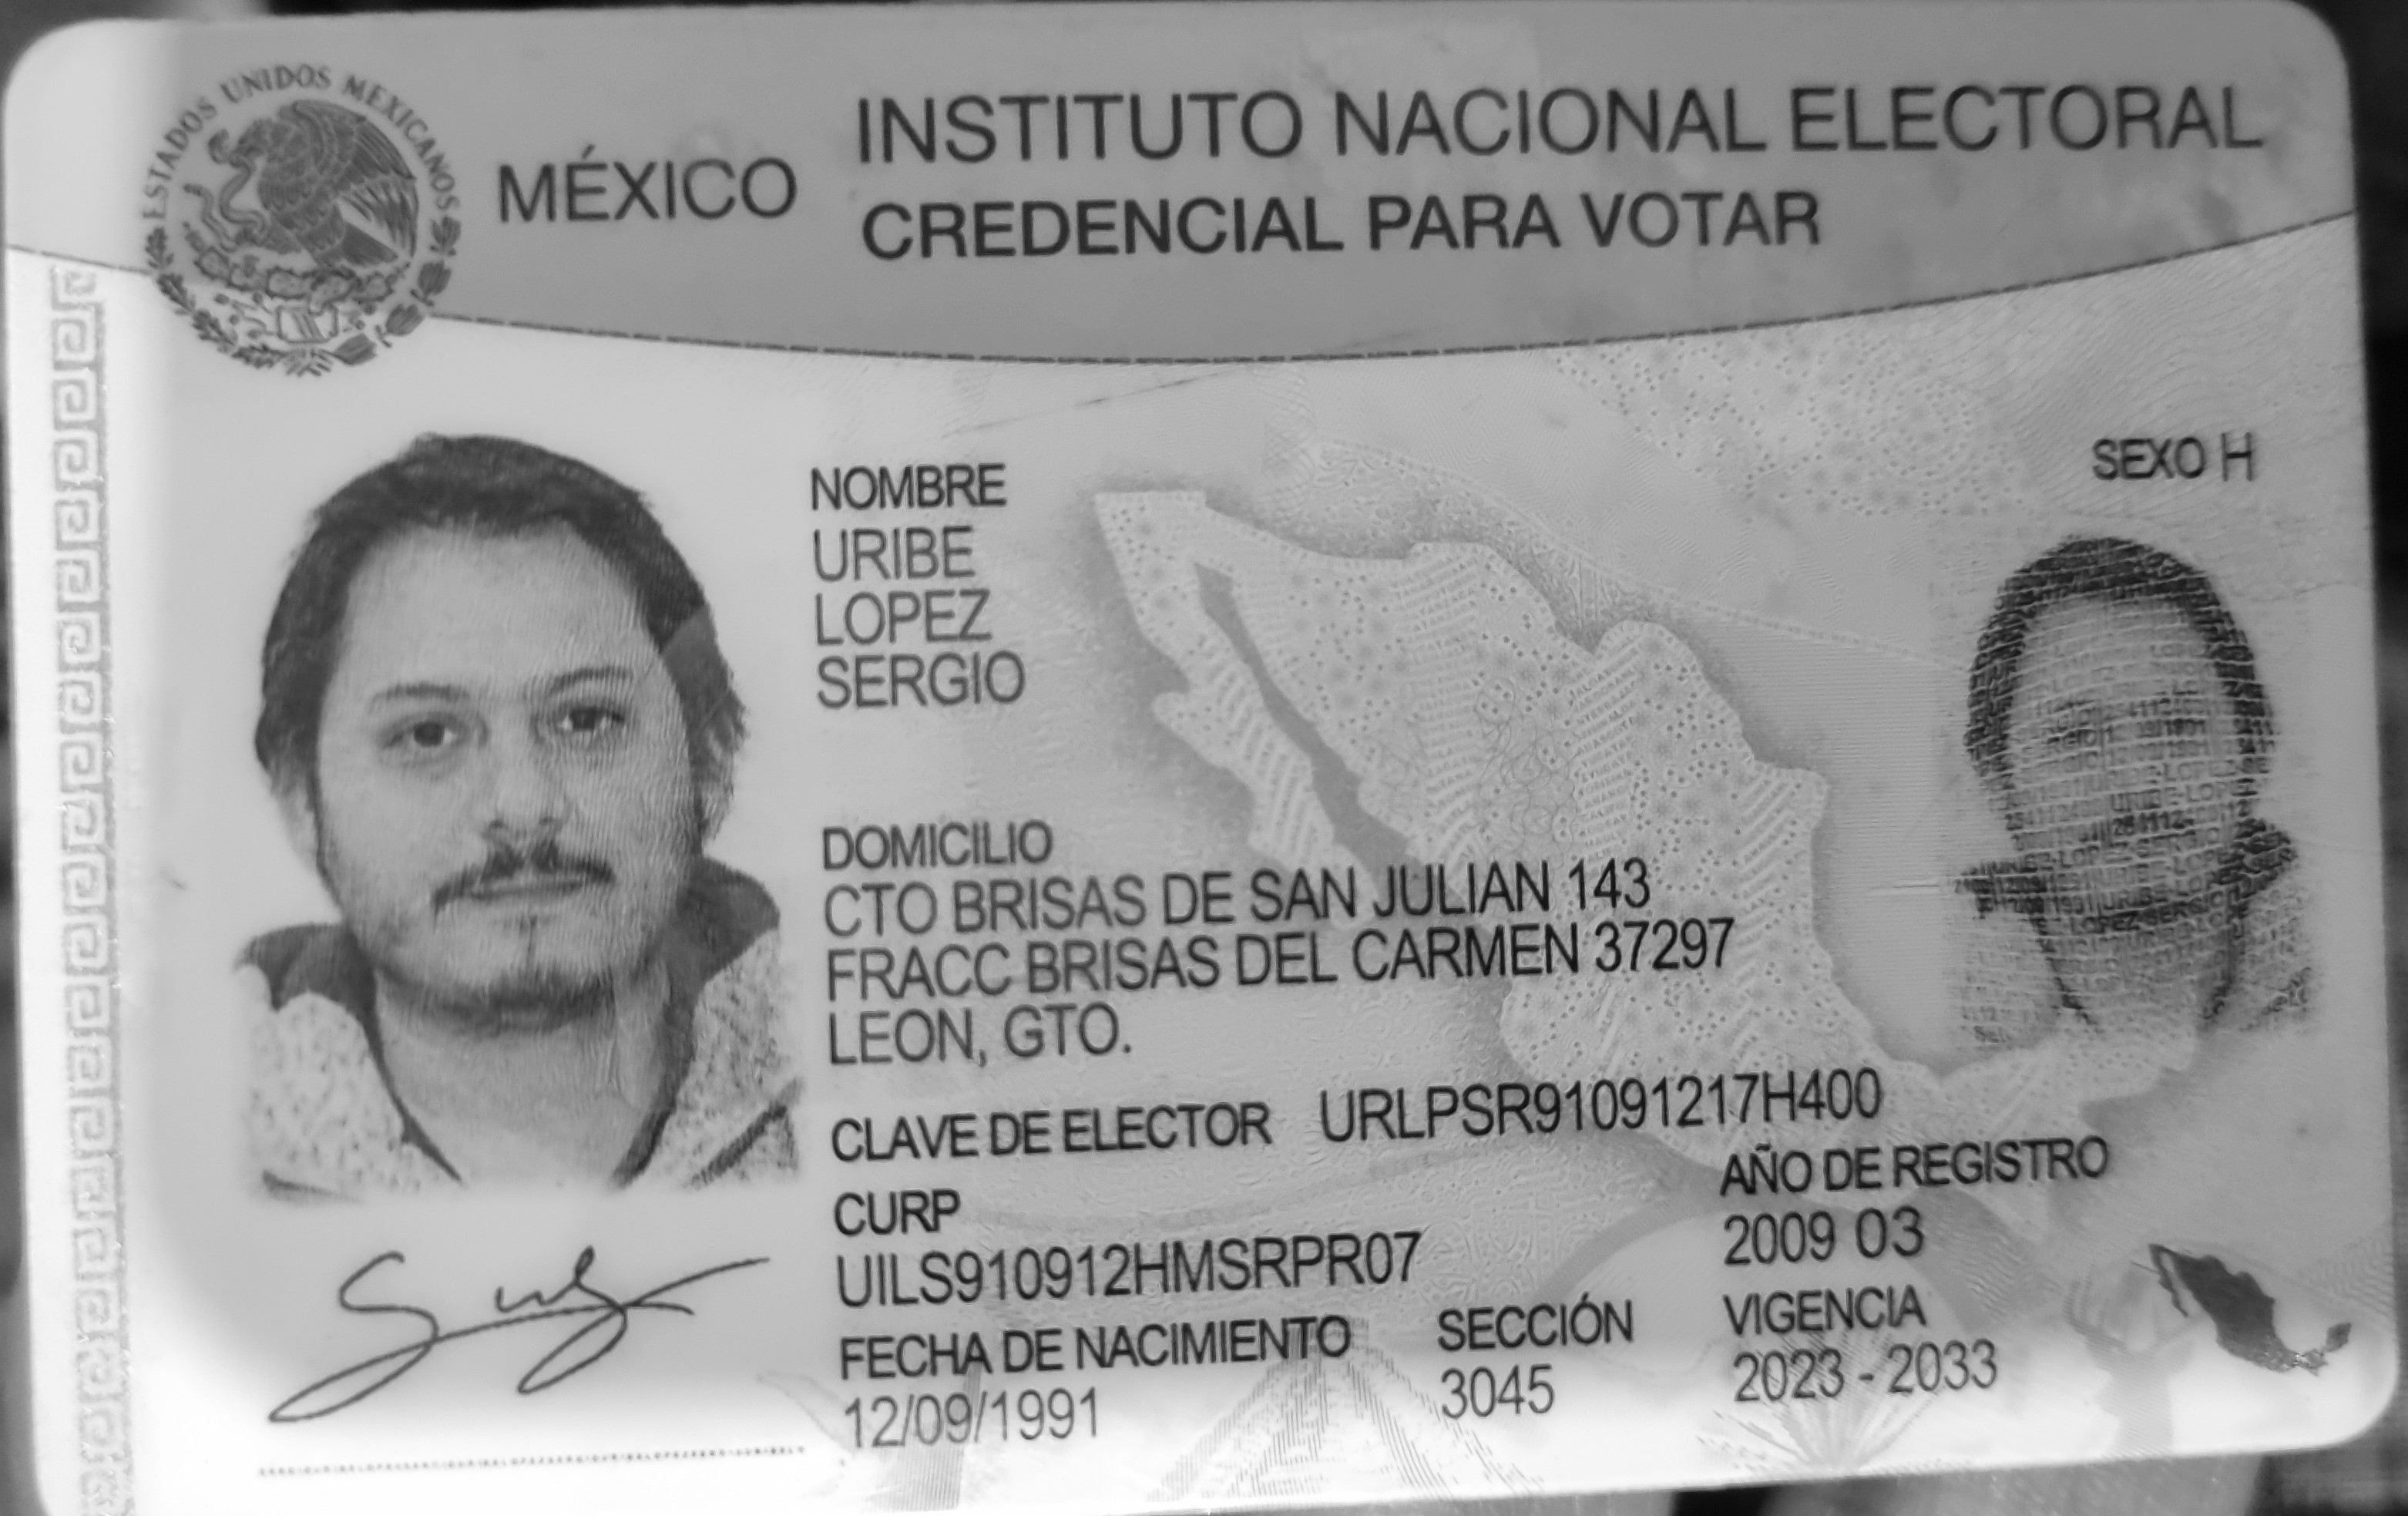 ESTADOS UNIDOS MEXICANOS
MÉXICO
INSTITUTO NACIONAL ELECTORAL
CREDENCIAL PARA VOTAR
SEXO H
NOMBRE
URIBE
LOPEZ
SERGIO
DOMICILIO
CTO BRISAS DE SAN JULIAN 143
FRACC BRISAS DEL CARMEN 37297
LEON, GTO.
CLAVE DE ELECTOR URLPSR91091217H400
CURP
UILS910912HMSRPR07
AÑO DE REGISTRO
2009 03
FECHA DE NACIMIENTO
12/09/1991
SECCIÓN
3045
VIGENCIA
2023 - 2033